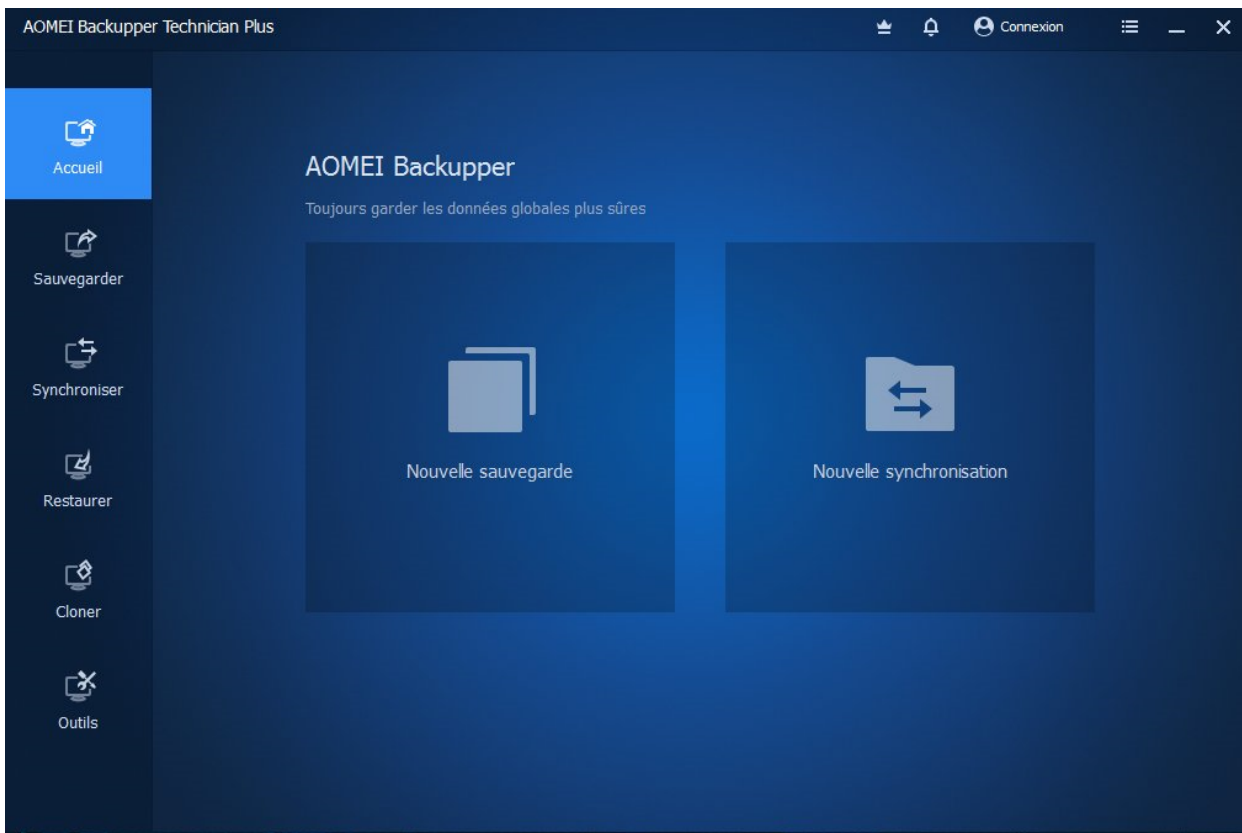 AOMEI Backupper Technician Plus
Connexion
Accueil
Sauvegarder
Synchroniser
Restaurer
Cloner
Outils
AOMEI Backupper
Toujours garder les données globales plus sûres
Nouvelle sauvegarde
Nouvelle synchronisation